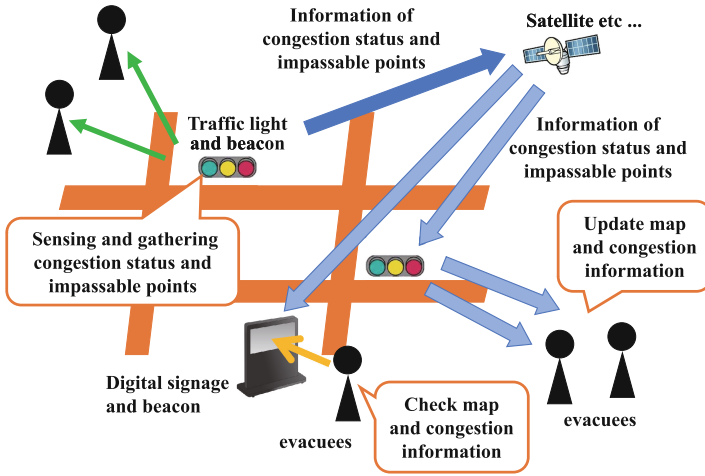 Information of
congestion status and
impassable points
Satellite etc ...
Traffic light
and beacon
Information of
congestion status and
impassable points
Sensing and gathering
congestion status and
impassable points
Update map
and congestion
information
Digital signage
and beacon
evacuees
Check map
and congestion
information
evacuees